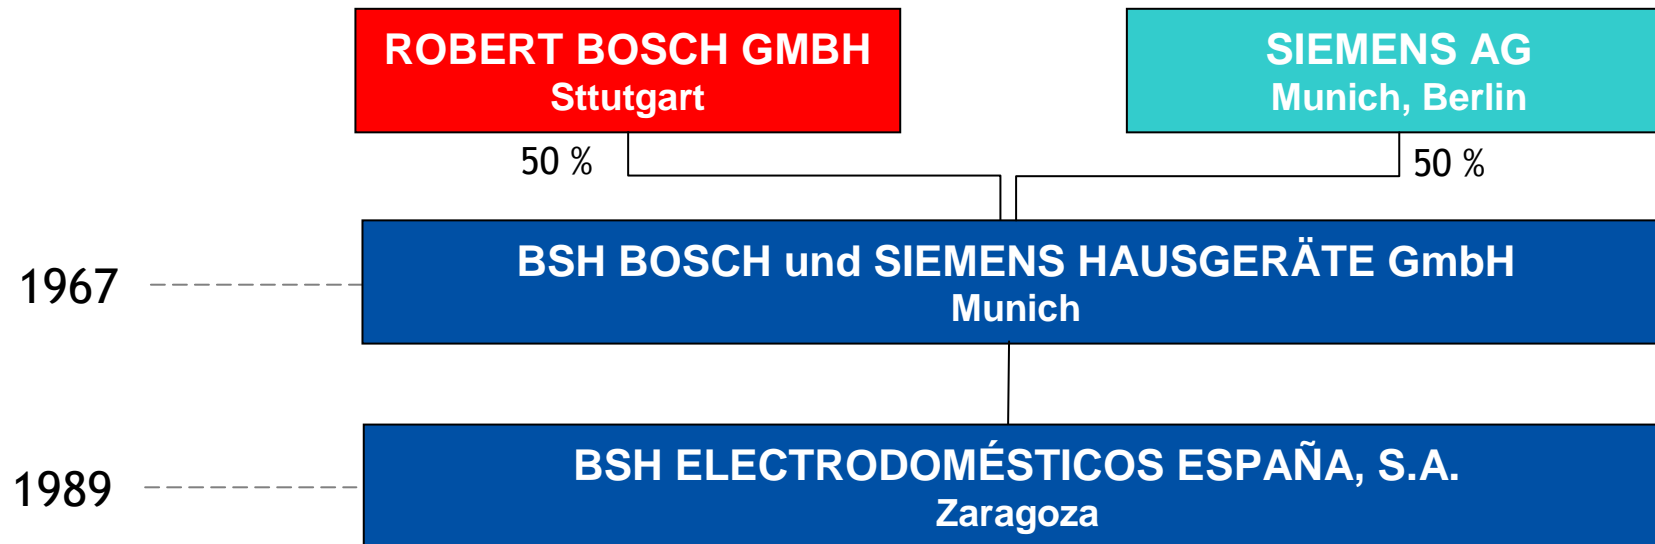 ROBERT BOSCH GMBH
Sttutgart
SIEMENS AG
Munich, Berlin
50 %
50 %
1967
BSH BOSCH und SIEMENS HAUSGERÄTE GmbH
Munich
1989
BSH ELECTRODOMÉSTICOS ESPAÑA, S.A.
Zaragoza